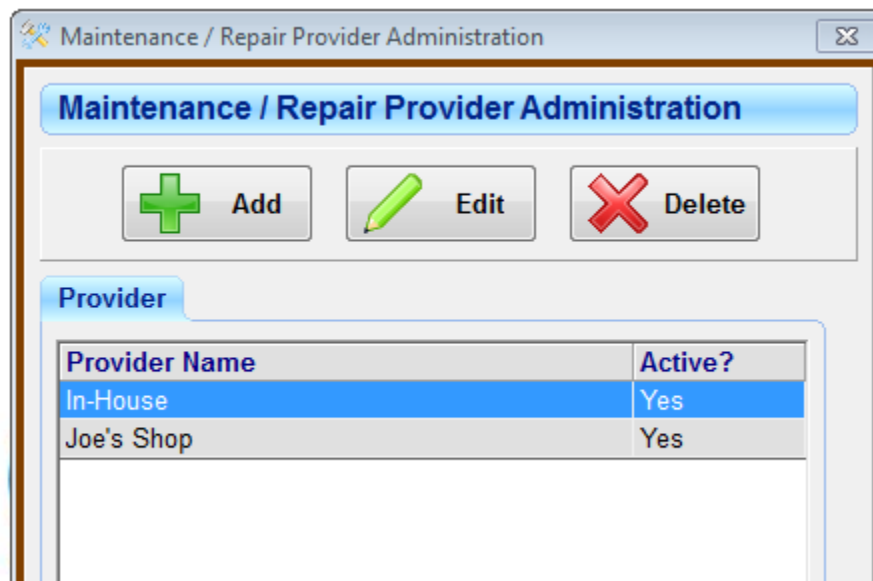 Maintenance / Repair Provider Administration
Maintenance / Repair Provider Administration
Add Edit Delete
Provider
Provider Name Active?
In-House Yes
Joe's Shop Yes